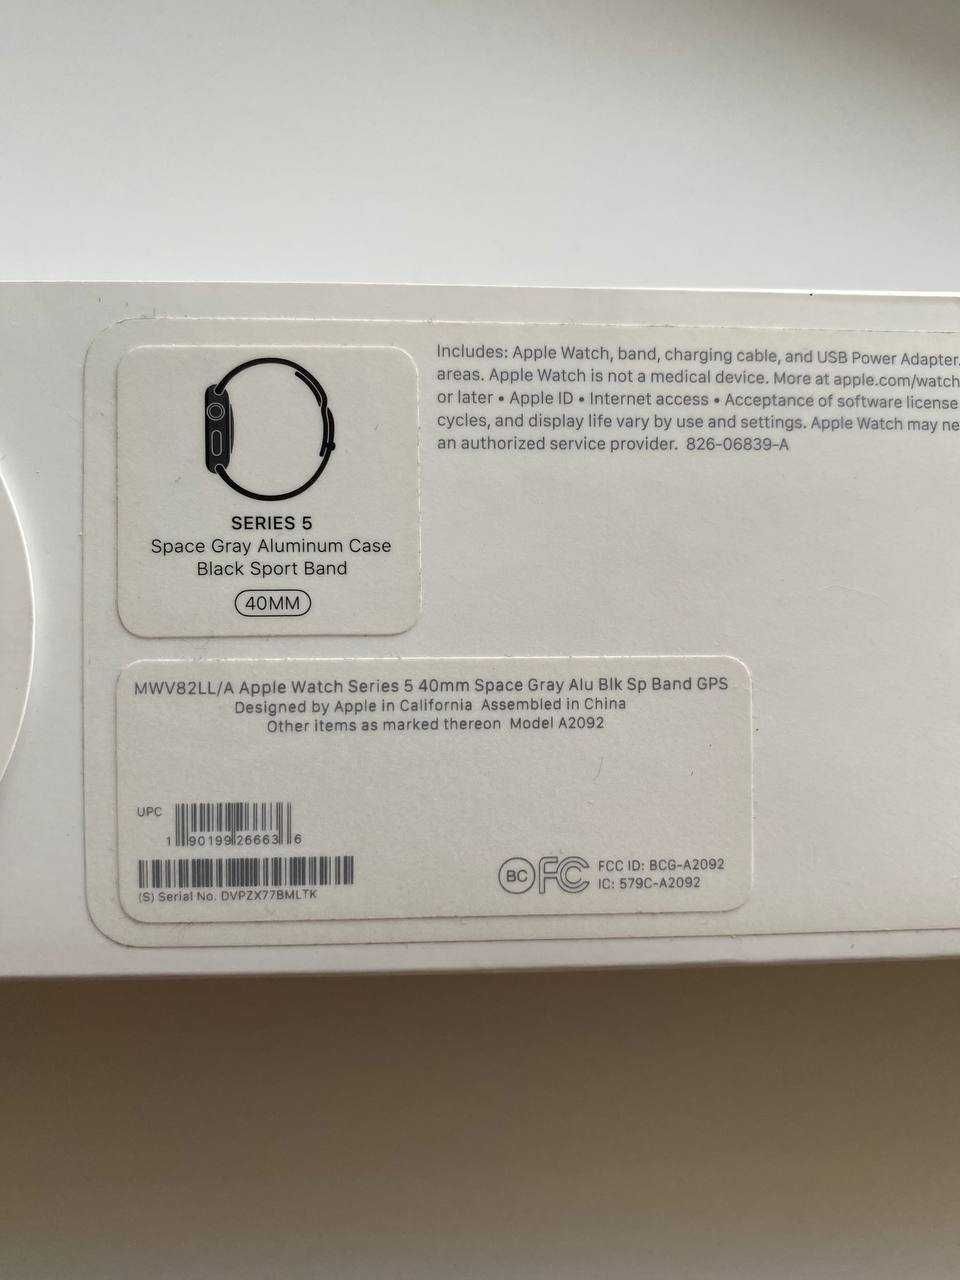 SERIES 5
Space Gray Aluminum Case
Black Sport Band
40MM
Includes: Apple Watch, band, charging cable, and USB Power Adapter.
areas. Apple Watch is not a medical device. More at apple.com/watch
or later • Apple ID • Internet access • Acceptance of software license
cycles, and display life vary by use and settings. Apple Watch may ne
an authorized service provider. 826-06839-A
MWV82LL/A Apple Watch Series 5 40mm Space Gray Alu Blk Sp Band GPS
Designed by Apple in California Assembled in China
Other items as marked thereon Model A2092
UPC
1 90199 26663 6
(S) Serial No. DVPZX77BMLTK
BC FC FCC ID: BCG-A2092
IC: 579C-A2092